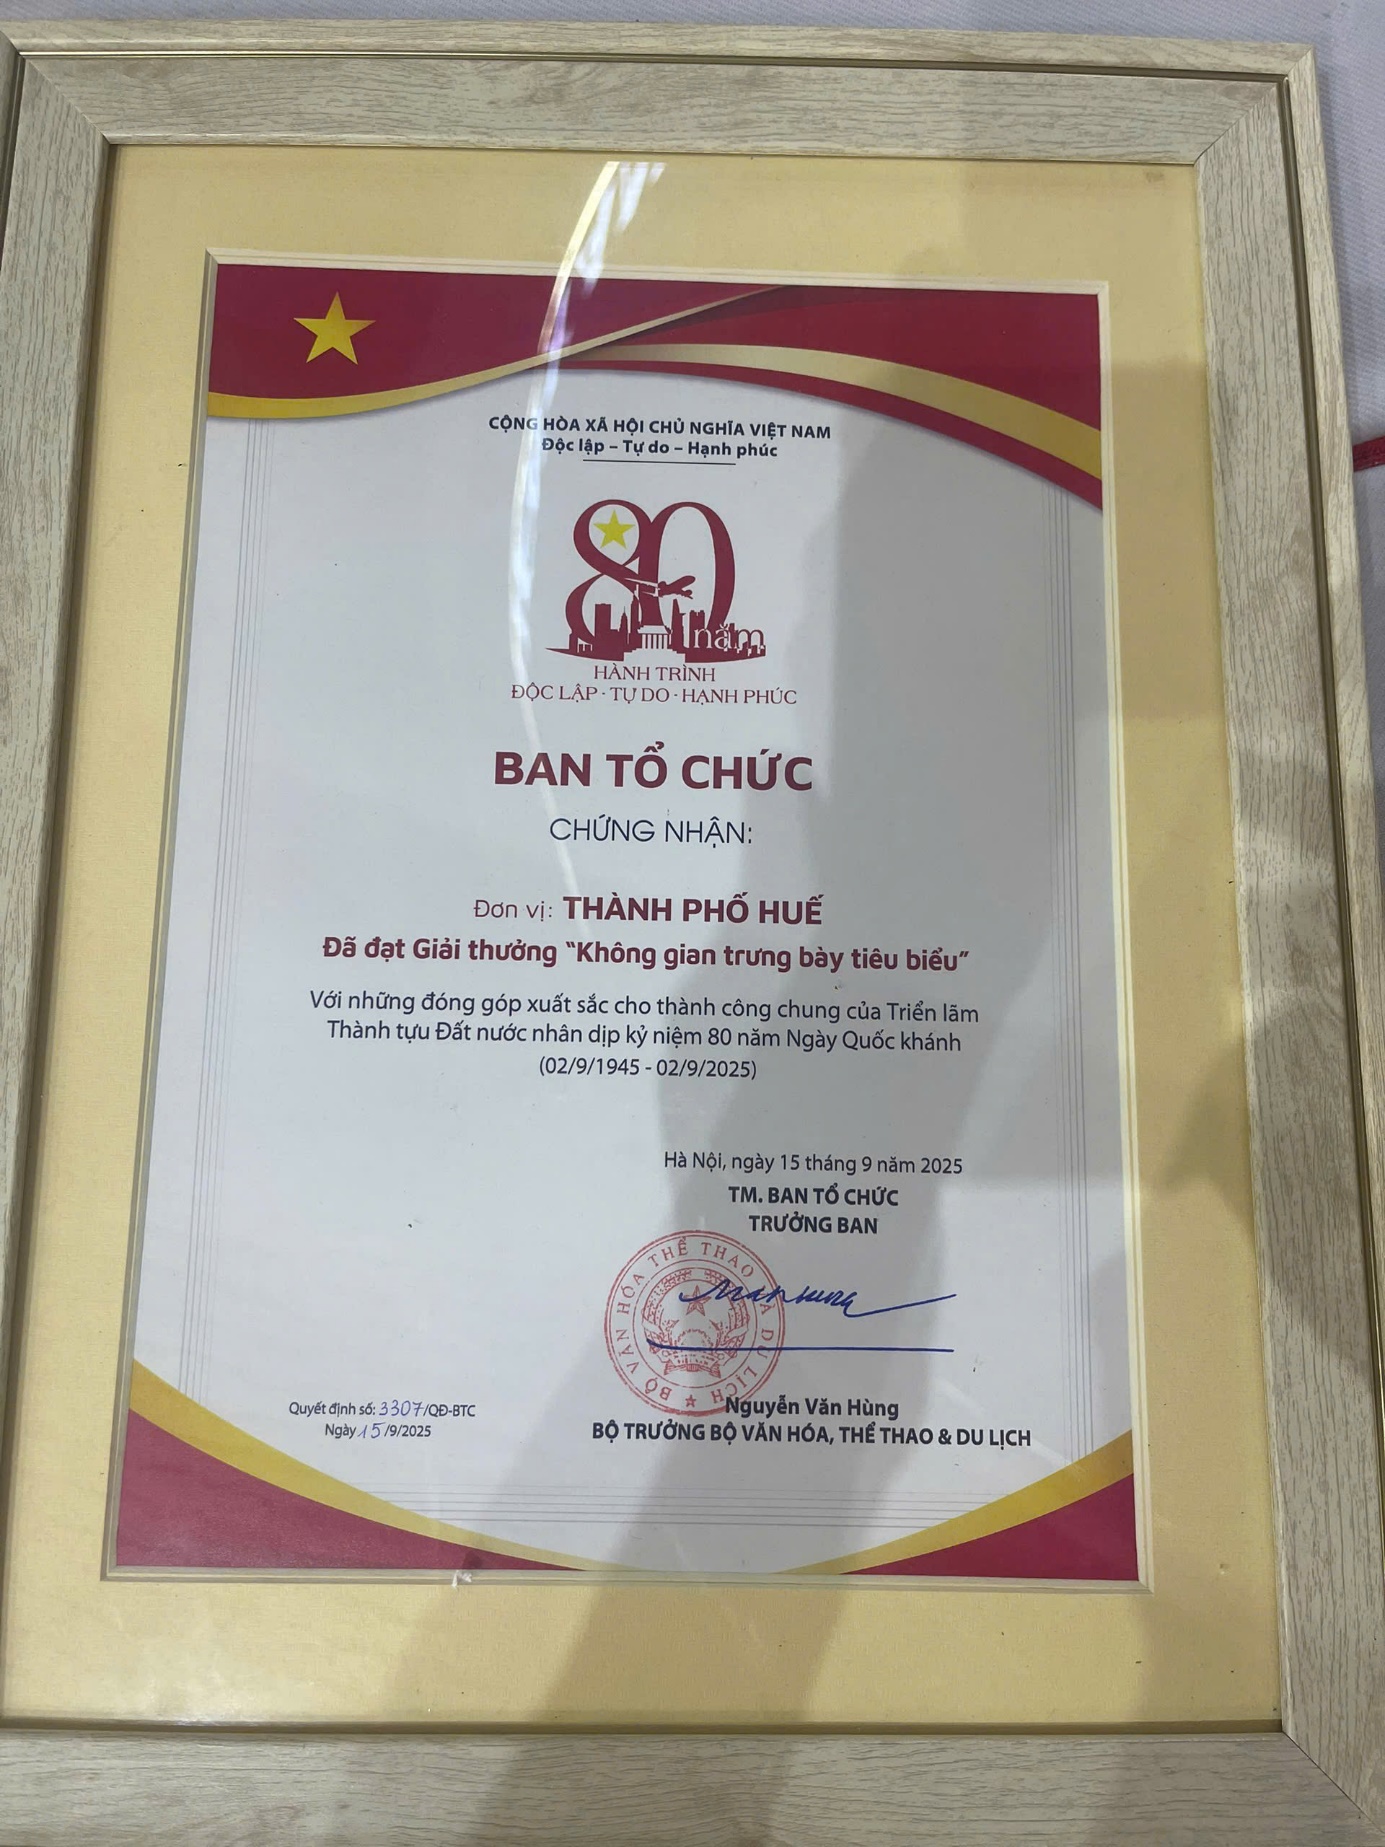 CỘNG HÒA XÃ HỘI CHỦ NGHĨA VIỆT NAM
Độc lập – Tự do – Hạnh phúc
80 năm
HÀNH TRÌNH
ĐỘC LẬP · TỰ DO · HẠNH PHÚC
BAN TỔ CHỨC
CHỨNG NHẬN:
Đơn vị: THÀNH PHỐ HUẾ
Đã đạt Giải thưởng “Không gian trưng bày tiêu biểu”
Với những đóng góp xuất sắc cho thành công chung của Triển lãm
Thành tựu Đất nước nhân dịp kỷ niệm 80 năm Ngày Quốc khánh
(02/9/1945 - 02/9/2025)
Hà Nội, ngày 15 tháng 9 năm 2025
TM. BAN TỔ CHỨC
TRƯỞNG BAN
BỘ VĂN HÓA THỂ THAO VÀ DU LỊCH
Nguyễn Văn Hùng
BỘ TRƯỞNG BỘ VĂN HÓA, THỂ THAO & DU LỊCH
Quyết định số: 3307/QĐ-BTC
Ngày 15/9/2025